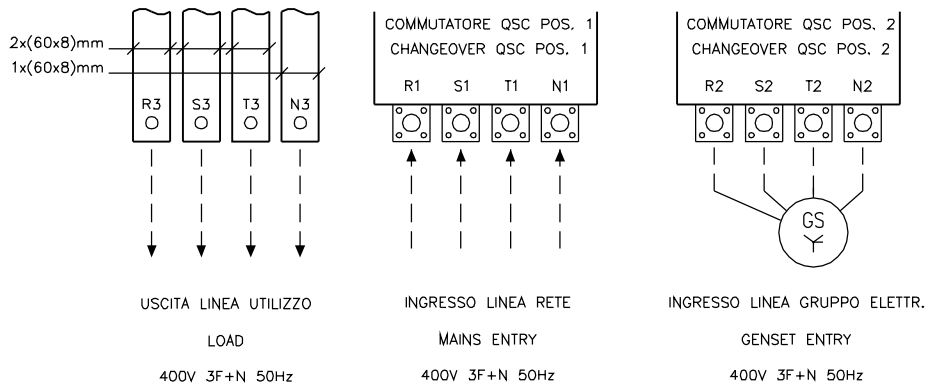 2x(60x8)mm
1x(60x8)mm
R3 S3 T3 N3
USCITA LINEA UTILIZZO
LOAD
400V 3F+N 50Hz
COMMUTATORE QSC POS. 1
CHANGEOVER QSC POS. 1
R1 S1 T1 N1
INGRESSO LINEA RETE
MAINS ENTRY
400V 3F+N 50Hz
COMMUTATORE QSC POS. 2
CHANGEOVER QSC POS. 2
R2 S2 T2 N2
GS
INGRESSO LINEA GRUPPO ELETTR.
GENSET ENTRY
400V 3F+N 50Hz